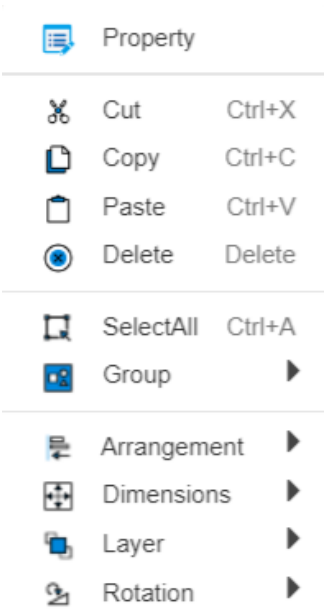 Property
Cut Ctrl+X
Copy Ctrl+C
Paste Ctrl+V
Delete Delete
SelectAll Ctrl+A
Group
Arrangement
Dimensions
Layer
Rotation